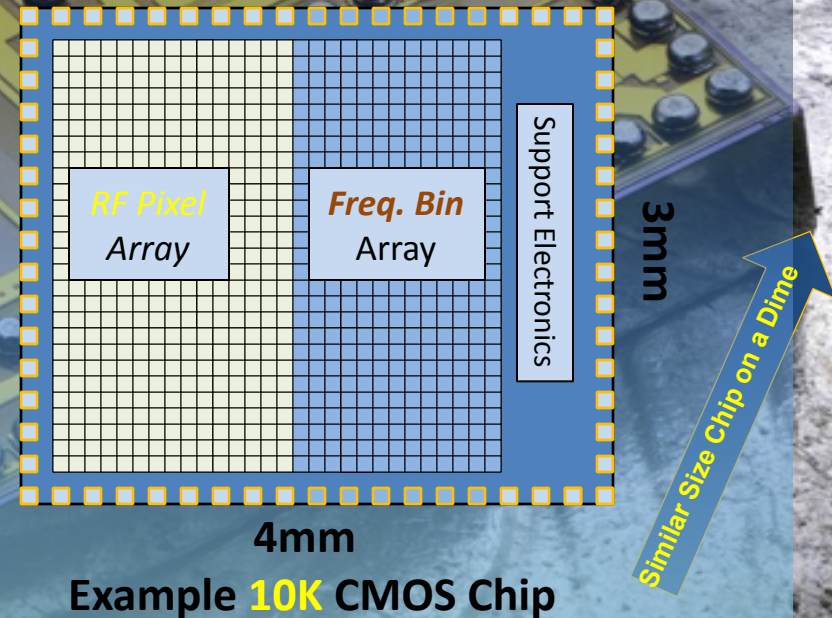 RF Pixel
Array
Freq. Bin
Array
Support Electronics
3mm
Similar Size Chip on a Dime
4mm
Example 10K CMOS Chip